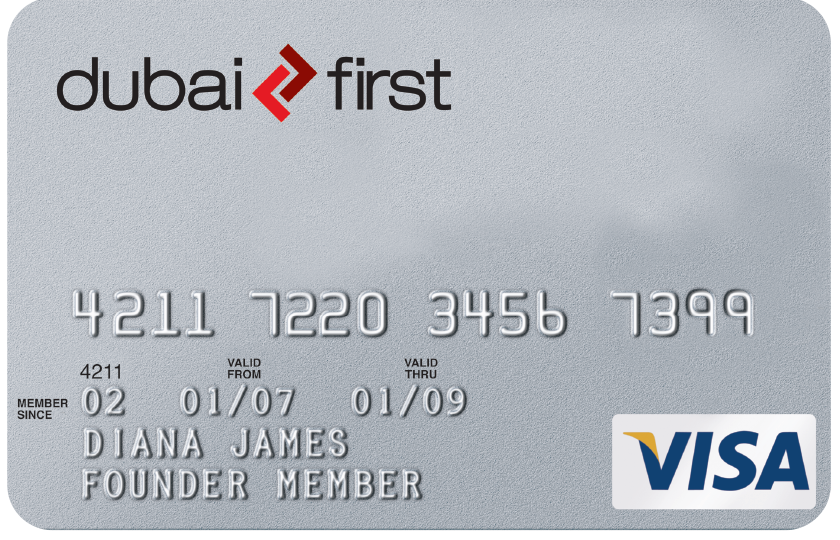 dubai first
4211 7220 3456 7399
4211
VALID FROM
VALID THRU
MEMBER SINCE
02 01/07 01/09
DIANA JAMES
FOUNDER MEMBER
VISA